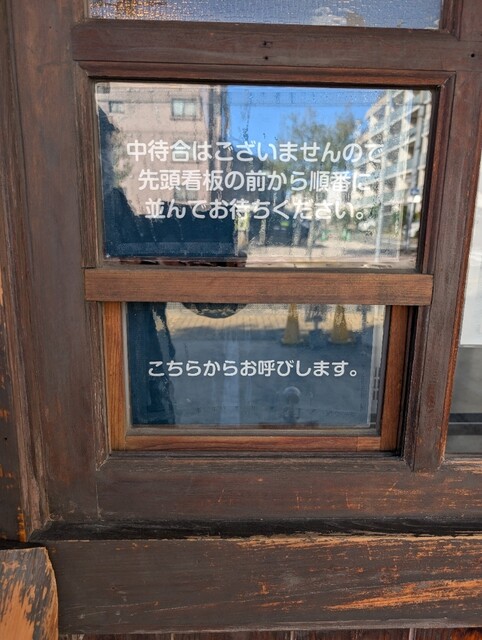 中待合はございませんので
先頭看板の前から順番に
並んでお待ちください。
こちらからお呼びします。